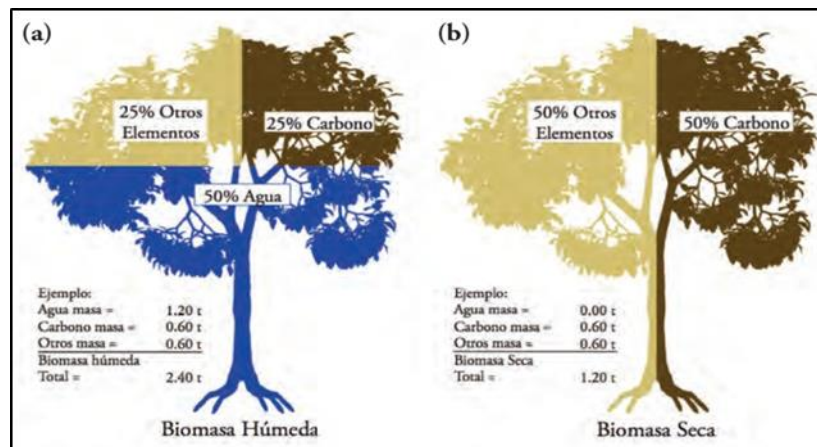 (a)
25% Otros
Elementos
25% Carbono
50% Agua
Ejemplo:
Agua masa = 1.20 t
Carbono masa = 0.60 t
Otros masa = 0.60 t
Biomasa húmeda
Total = 2.40 t
Biomasa Húmeda
(b)
50% Otros
Elementos
50% Carbono
Ejemplo:
Agua masa = 0.00 t
Carbono masa = 0.60 t
Otros masa = 0.60 t
Biomasa Seca
Total = 1.20 t
Biomasa Seca